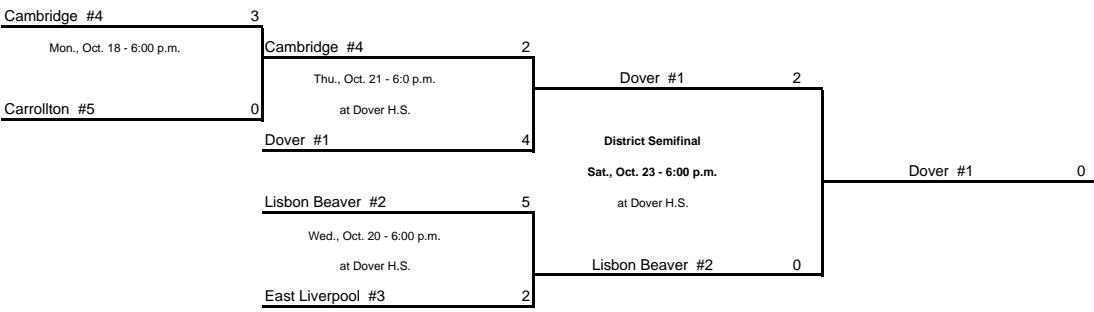 Cambridge #4 3
Mon., Oct. 18 - 6:00 p.m.
Cambridge #4 2
Thu., Oct. 21 - 6:0 p.m.
Dover #1 2
Carrollton #5 0
at Dover H.S.
Dover #1 4
District Semifinal
Sat., Oct. 23 - 6:00 p.m.
Dover #1 0
Lisbon Beaver #2 5
at Dover H.S.
Wed., Oct. 20 - 6:00 p.m.
at Dover H.S.
Lisbon Beaver #2 0
East Liverpool #3 2